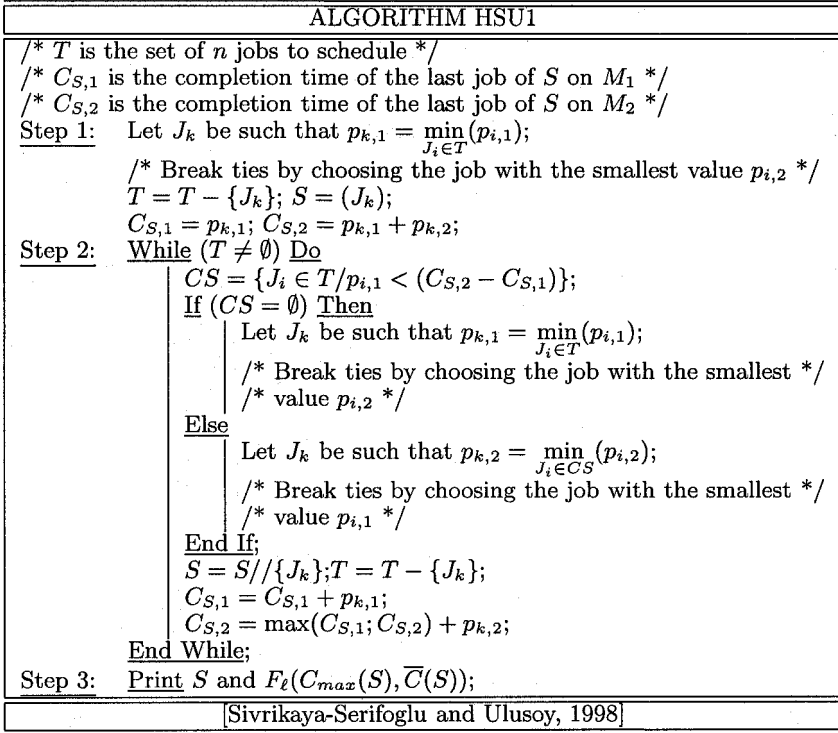 ALGORITHM HSU1
/* T is the set of n jobs to schedule */
/* C_{S,1} is the completion time of the last job of S on M_1 */
/* C_{S,2} is the completion time of the last job of S on M_2 */
Step 1: Let J_k be such that p_{k,1} = min_{J_i∈T}(p_{i,1});
/* Break ties by choosing the job with the smallest value p_{i,2} */
T = T − {J_k}; S = (J_k);
C_{S,1} = p_{k,1}; C_{S,2} = p_{k,1} + p_{k,2};
Step 2: While (T ≠ ∅) Do
CS = {J_i ∈ T/p_{i,1} < (C_{S,2} − C_{S,1})};
If (CS = ∅) Then
Let J_k be such that p_{k,1} = min_{J_i∈T}(p_{i,1});
/* Break ties by choosing the job with the smallest */
/* value p_{i,2} */
Else
Let J_k be such that p_{k,2} = min_{J_i∈CS}(p_{i,2});
/* Break ties by choosing the job with the smallest */
/* value p_{i,1} */
End If;
S = S//{J_k};T = T − {J_k};
C_{S,1} = C_{S,1} + p_{k,1};
C_{S,2} = max(C_{S,1}; C_{S,2}) + p_{k,2};
End While;
Step 3: Print S and F_ℓ(C_{max}(S), C̅(S));
[Sivrikaya-Serifoglu and Ulusoy, 1998]